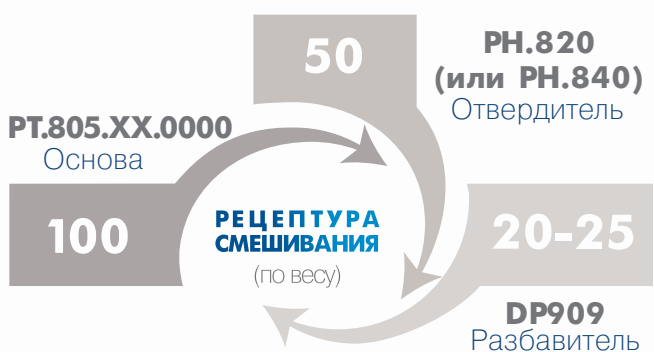 PT.805.XX.0000
Основа
100
50
PH.820
(или PH.840)
Отвердитель
РЕЦЕПТУРА
СМЕШИВАНИЯ
(по весу)
20-25
DP909
Разбавитель